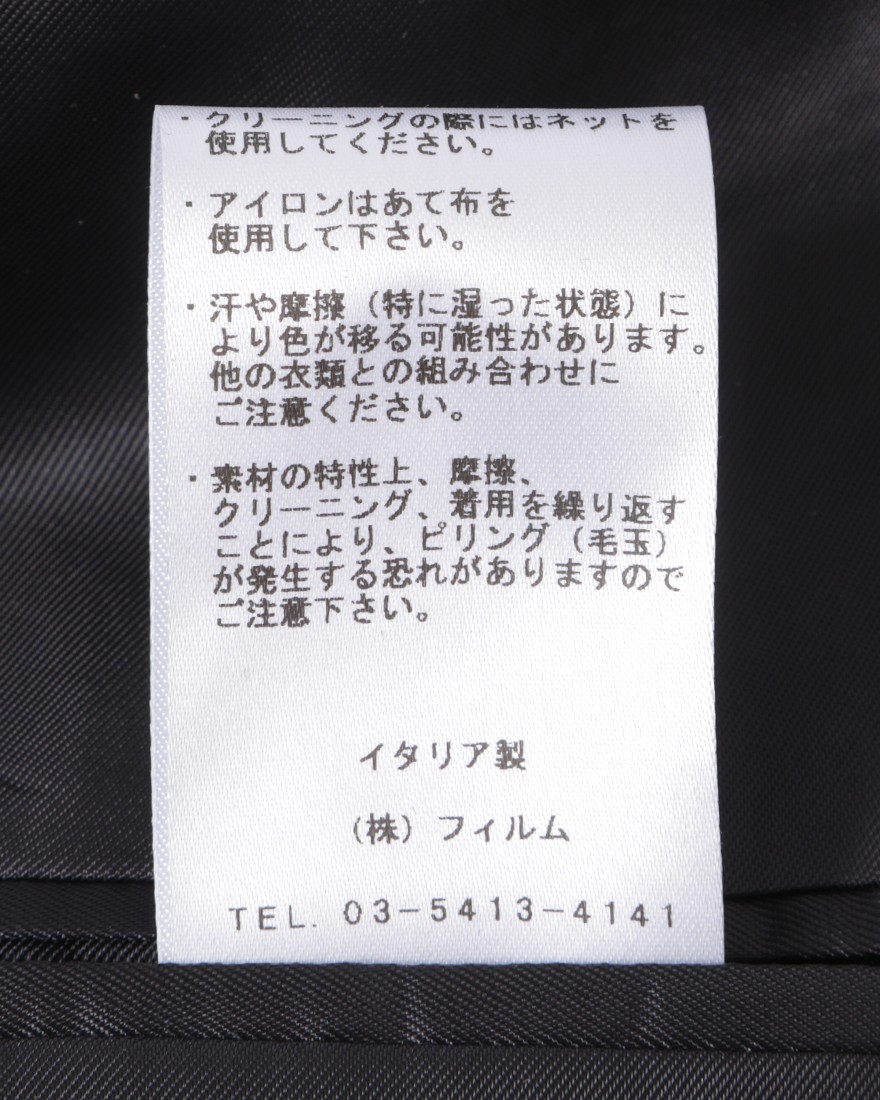 ・クリーニングの際にはネットを
使用してください。
・アイロンはあて布を
使用して下さい。
・汗や摩擦（特に湿った状態）に
より色が移る可能性があります。
他の衣類との組み合わせに
ご注意ください。
・素材の特性上、摩擦、
クリーニング、着用を繰り返す
ことにより、ピリング（毛玉）
が発生する恐れがありますので
ご注意下さい。
イタリア製
（株）フィルム
TEL. 03-5413-4141